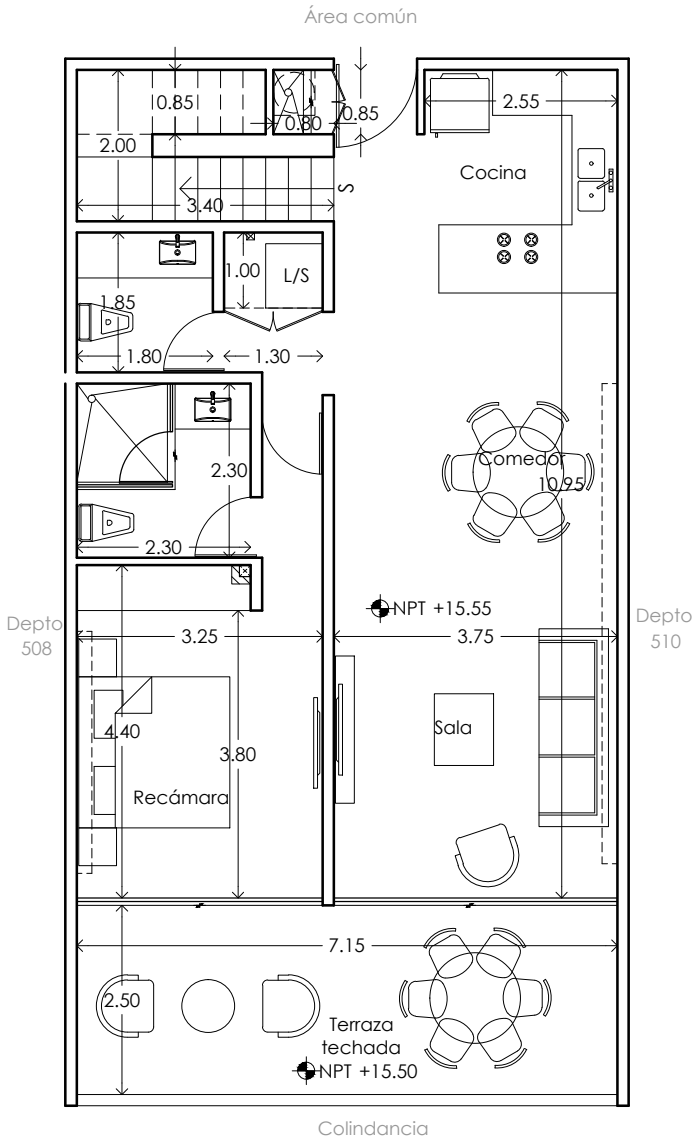 Área común
0.85
0.80
0.85
2.55
2.00
Cocina
S
3.40
1.00
L/S
1.85
1.80
1.30
Comedor
2.30
10.95
2.30
NPT +15.55
Depto
508
3.25
3.75
Depto
510
4.40
Sala
3.80
Recámara
7.15
2.50
Terraza
techada
NPT +15.50
Colindancia